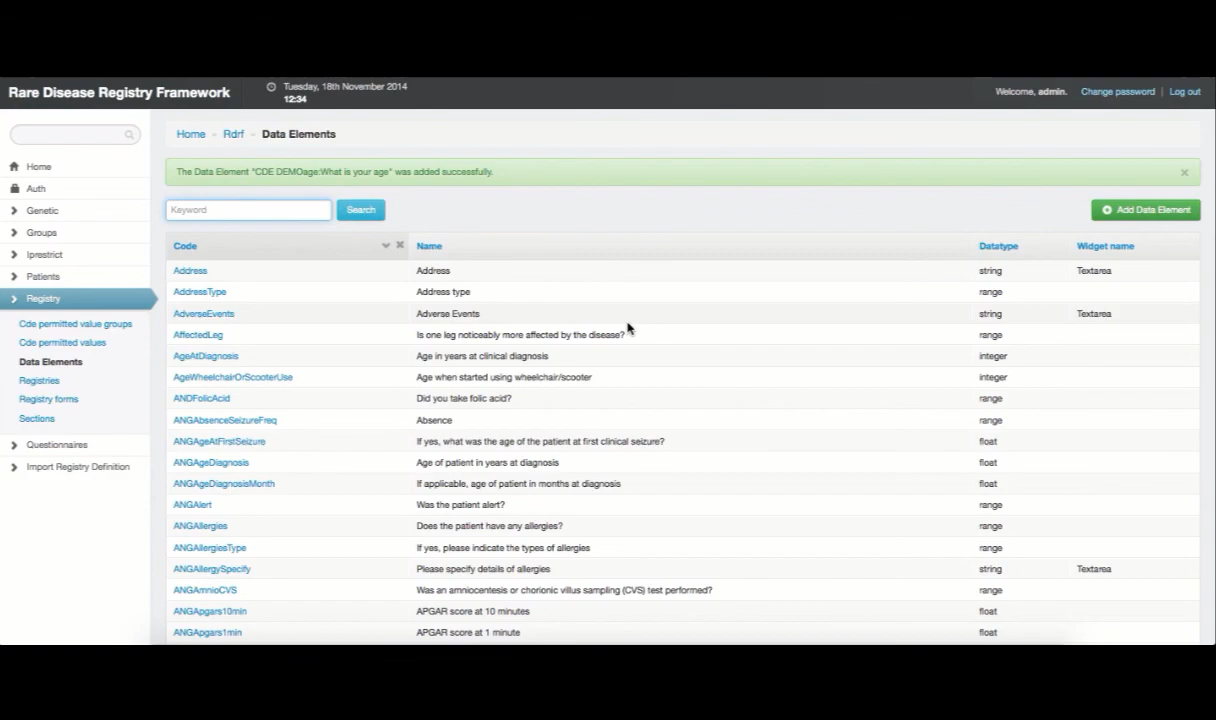 Rare Disease Registry Framework
Tuesday, 18th November 2014
12:34
Welcome, admin. Change password | Log out
Home - Rdrf - Data Elements
Home
Auth
Genetic
Groups
Iprestrict
Patients
Registry
Cde permitted value groups
Cde permitted values
Data Elements
Registries
Registry forms
Sections
Questionnaires
Import Registry Definition
The Data Element "CDE DEMOage:What is your age" was added successfully.
Keyword Search Add Data Element
Code Name Datatype Widget name
Address Address string Textarea
AddressType Address type range
AdverseEvents Adverse Events string Textarea
AffectedLeg Is one leg noticeably more affected by the disease? range
AgeAtDiagnosis Age in years at clinical diagnosis integer
AgeWheelchairOrScooterUse Age when started using wheelchair/scooter integer
ANDFolicAcid Did you take folic acid? range
ANGAbsenceSeizureFreq Absence range
ANGAgeAtFirstSeizure If yes, what was the age of the patient at first clinical seizure? float
ANGAgeDiagnosis Age of patient in years at diagnosis float
ANGAgeDiagnosisMonth If applicable, age of patient in months at diagnosis float
ANGAlert Was the patient alert? range
ANGAllergies Does the patient have any allergies? range
ANGAllergiesType If yes, please indicate the types of allergies range
ANGAllergySpecify Please specify details of allergies string Textarea
ANGAmnioCVS Was an amniocentesis or chorionic villus sampling (CVS) test performed? range
ANGApgars10min APGAR score at 10 minutes float
ANGApgars1min APGAR score at 1 minute float